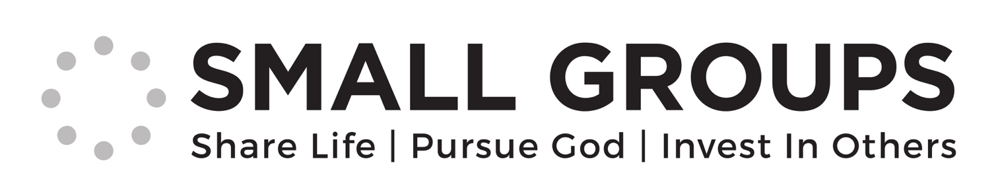 SMALL GROUPS
Share Life | Pursue God | Invest In Others